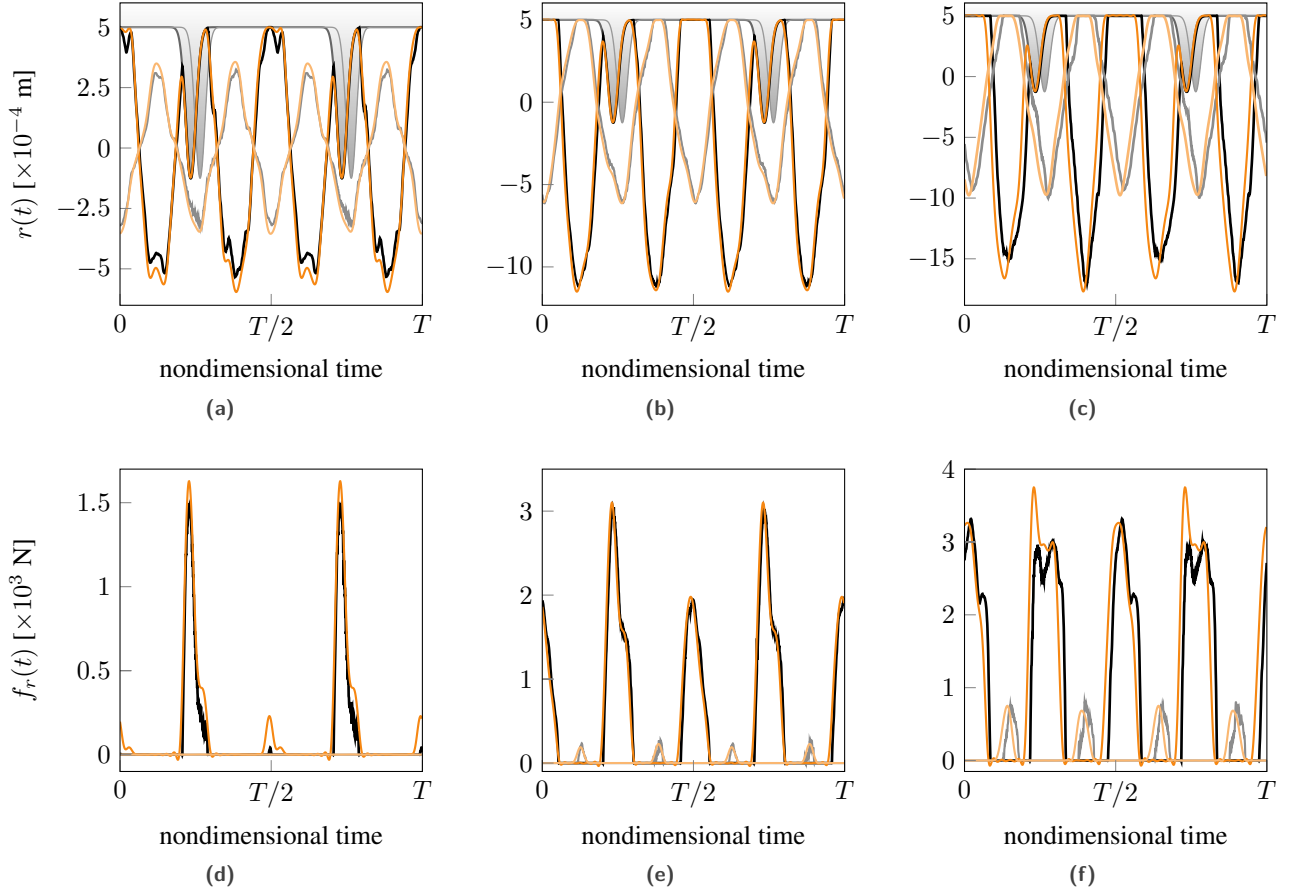 r(t) [×10⁻⁴ m]
5
2.5
0
−2.5
−5
0
T/2
T
nondimensional time
(a)
5
0
−5
−10
0
T/2
T
nondimensional time
(b)
5
0
−5
−10
−15
0
T/2
T
nondimensional time
(c)
f_r(t) [×10³ N]
1.5
1
0.5
0
0
T/2
T
nondimensional time
(d)
3
2
1
0
0
T/2
T
nondimensional time
(e)
4
3
2
1
0
0
T/2
T
nondimensional time
(f)